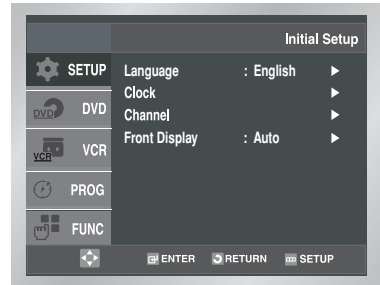 Initial Setup
SETUP
Language : English ►
Clock ►
Channel ►
Front Display : Auto ►
DVD DVD
VCR VCR
PROG
FUNC
ENTER RETURN SETUP